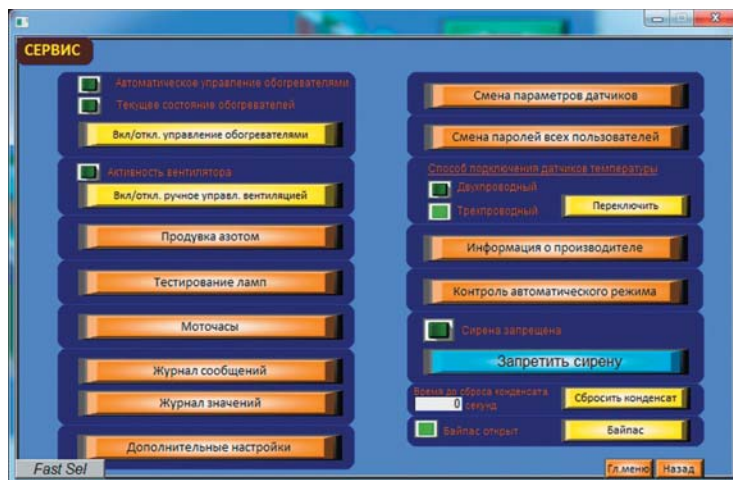 СЕРВИС
Автоматическое управление обогревателями
Текущее состояние обогревателей
Вкл/откл. управление обогревателями
Активность вентилятора
Вкл/откл. ручное управл. вентиляцией
Продувка азотом
Тестирование ламп
Моточасы
Журнал сообщений
Журнал значений
Дополнительные настройки
Fast Sel
Смена параметров датчиков
Смена паролей всех пользователей
Способ подключения датчиков температуры
Двухпроводный
Трехпроводный
Переключить
Информация о производителе
Контроль автоматического режима
Сирена запрещена
Запретить сирену
Время до сброса конденсата
0 секунд
Сбросить конденсат
Байпас открыт
Байпас
Гл.меню Назад